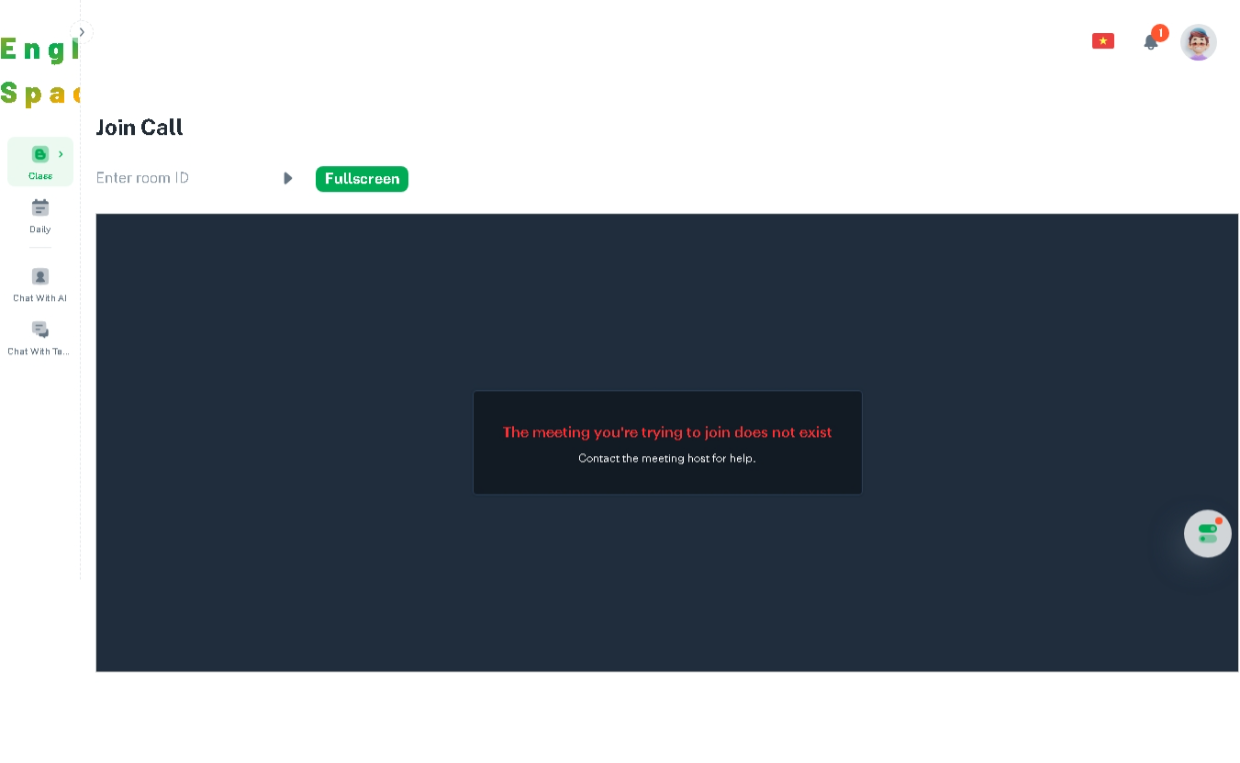 Engl
Spac
1
Join Call
Enter room ID
Fullscreen
Class
Daily
Chat With AI
Chat With Te...
The meeting you're trying to join does not exist
Contact the meeting host for help.